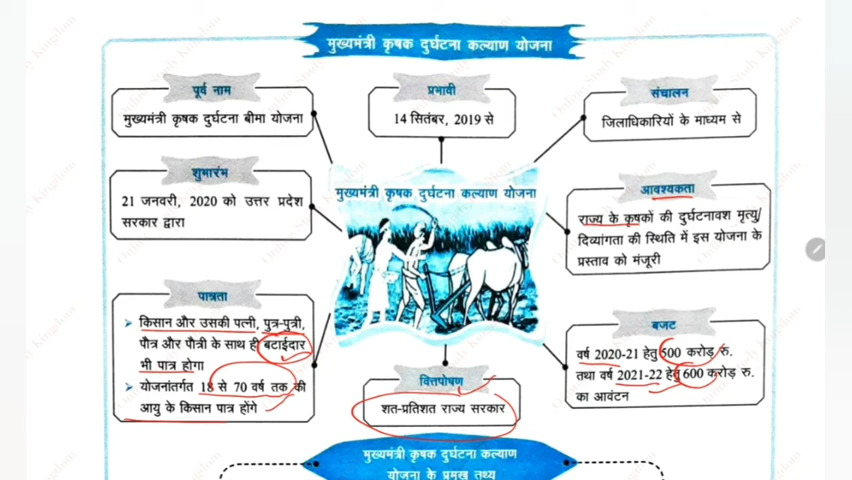 मुख्यमंत्री कृषक दुर्घटना कल्याण योजना
पूर्व नाम
मुख्यमंत्री कृषक दुर्घटना बीमा योजना
प्रभावी
14 सितंबर, 2019 से
संचालन
जिलाधिकारियों के माध्यम से
शुभारंभ
21 जनवरी, 2020 को उत्तर प्रदेश
सरकार द्वारा
मुख्यमंत्री कृषक दुर्घटना कल्याण योजना
आवश्यकता
राज्य के कृषकों की दुर्घटनावश मृत्यु/
दिव्यांगता की स्थिति में इस योजना के
प्रस्ताव को मंजूरी
पात्रता
➤ किसान और उसकी पत्नी, पुत्र-पुत्री,
पौत्र और पौत्री के साथ ही बटाईदार
भी पात्र होगा
➤ योजनांतर्गत 18 से 70 वर्ष तक की
आयु के किसान पात्र होंगे
वित्तपोषण
शत-प्रतिशत राज्य सरकार
बजट
वर्ष 2020-21 हेतु 500 करोड़ रु.
तथा वर्ष 2021-22 हेतु 600 करोड़ रु.
का आवंटन
मुख्यमंत्री कृषक दुर्घटना कल्याण
योजना के प्रमुख तथ्य
Online Study Kingdom